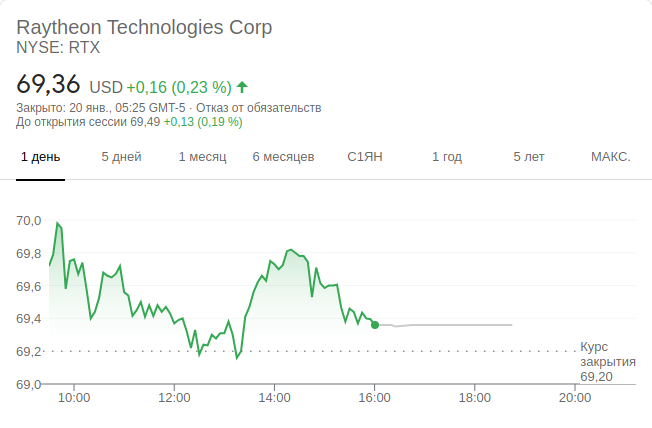 Raytheon Technologies Corp
NYSE: RTX
69,36 USD +0,16 (0,23 %)
Закрыто: 20 янв., 05:25 GMT-5 · Отказ от обязательств
До открытия сессии 69,49 +0,13 (0,19 %)
1 день 5 дней 1 месяц 6 месяцев С1ЯН 1 год 5 лет МАКС.
70,0
69,8
69,6
69,4
69,2
Курс
закрытия
69,20
69,0
10:00 12:00 14:00 16:00 18:00 20:00